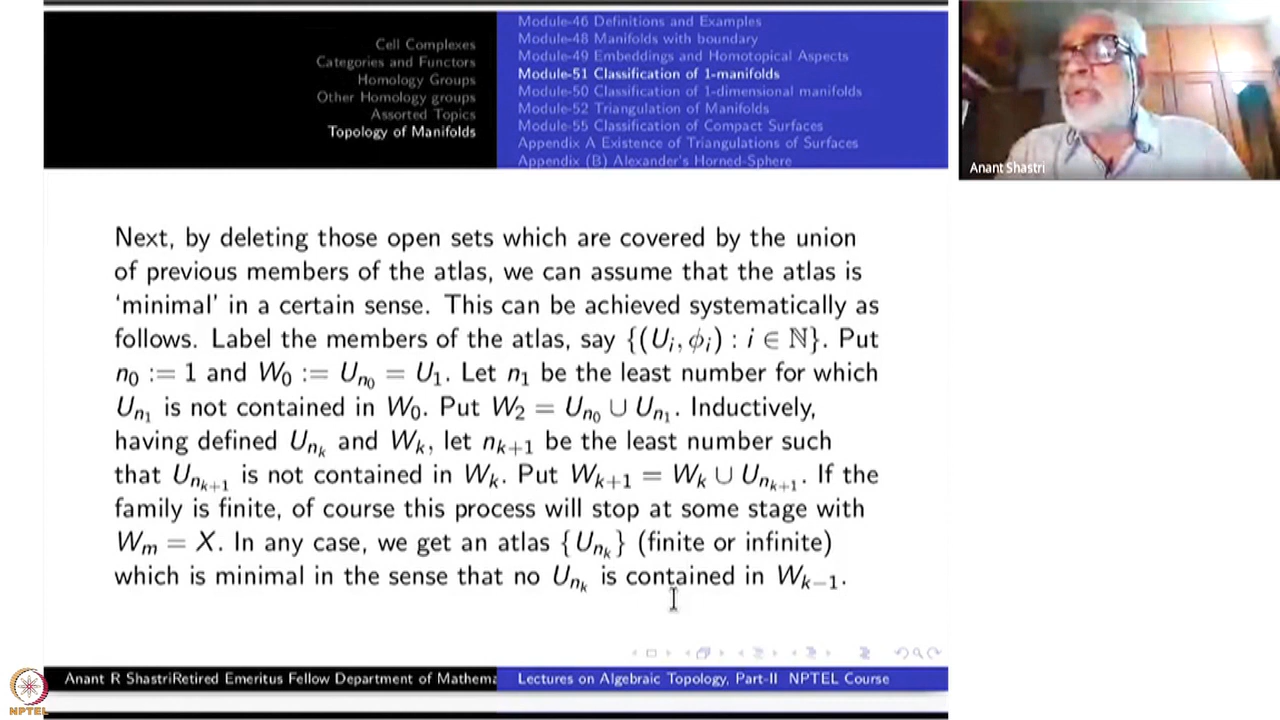 Cell Complexes
Categories and Functors
Homology Groups
Other Homology groups
Assorted Topics
Topology of Manifolds
Module-46 Definitions and Examples
Module-48 Manifolds with boundary
Module-49 Embeddings and Homotopical Aspects
Module-51 Classification of 1-manifolds
Module-50 Classification of 1-dimensional manifolds
Module-52 Triangulation of Manifolds
Module-55 Classification of Compact Surfaces
Appendix A Existence of Triangulations of Surfaces
Appendix (B) Alexander's Horned-Sphere
Anant Shastri
Next, by deleting those open sets which are covered by the union
of previous members of the atlas, we can assume that the atlas is
‘minimal’ in a certain sense. This can be achieved systematically as
follows. Label the members of the atlas, say {(U_i, ϕ_i) : i ∈ ℕ}. Put
n_0 := 1 and W_0 := U_{n_0} = U_1. Let n_1 be the least number for which
U_{n_1} is not contained in W_0. Put W_2 = U_{n_0} ∪ U_{n_1}. Inductively,
having defined U_{n_k} and W_k, let n_{k+1} be the least number such
that U_{n_{k+1}} is not contained in W_k. Put W_{k+1} = W_k ∪ U_{n_{k+1}}. If the
family is finite, of course this process will stop at some stage with
W_m = X. In any case, we get an atlas {U_{n_k}} (finite or infinite)
which is minimal in the sense that no U_{n_k} is contained in W_{k−1}.
Anant R ShastriRetired Emeritus Fellow Department of Mathema
Lectures on Algebraic Topology, Part-II NPTEL Course
NPTEL